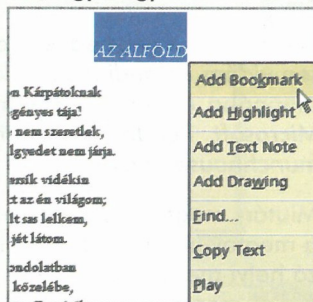 AZ ALFÖLD
n Kárpátoknak
gényes tája!
nem szeretlek,
lgyedet nem járja.
ersík vidékin
t az én világom;
lt sas lelkem,
jét látom.
ondolatban
közelébe,
Add Bookmark
Add Highlight
Add Text Note
Add Drawing
Find...
Copy Text
Play